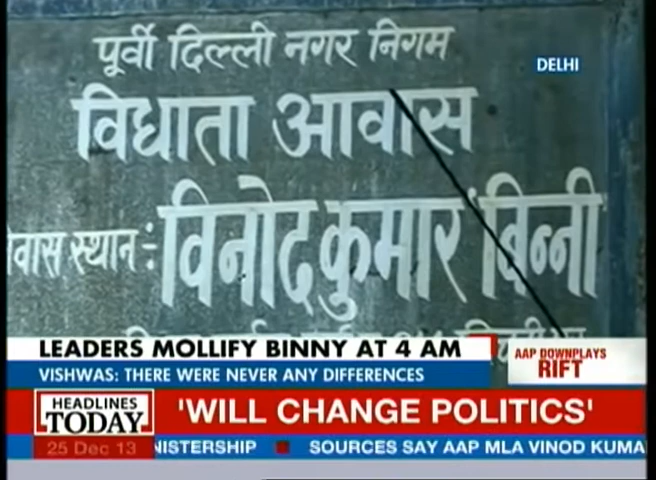 पूर्वी दिल्ली नगर निगम
DELHI
विधाता आवास
वास स्थान : विनोद कुमार बिन्नी
LEADERS MOLLIFY BINNY AT 4 AM
VISHWAS: THERE WERE NEVER ANY DIFFERENCES
AAP DOWNPLAYS
RIFT
HEADLINES
TODAY
'WILL CHANGE POLITICS'
25 Dec 13
NISTERSHIP SOURCES SAY AAP MLA VINOD KUMA